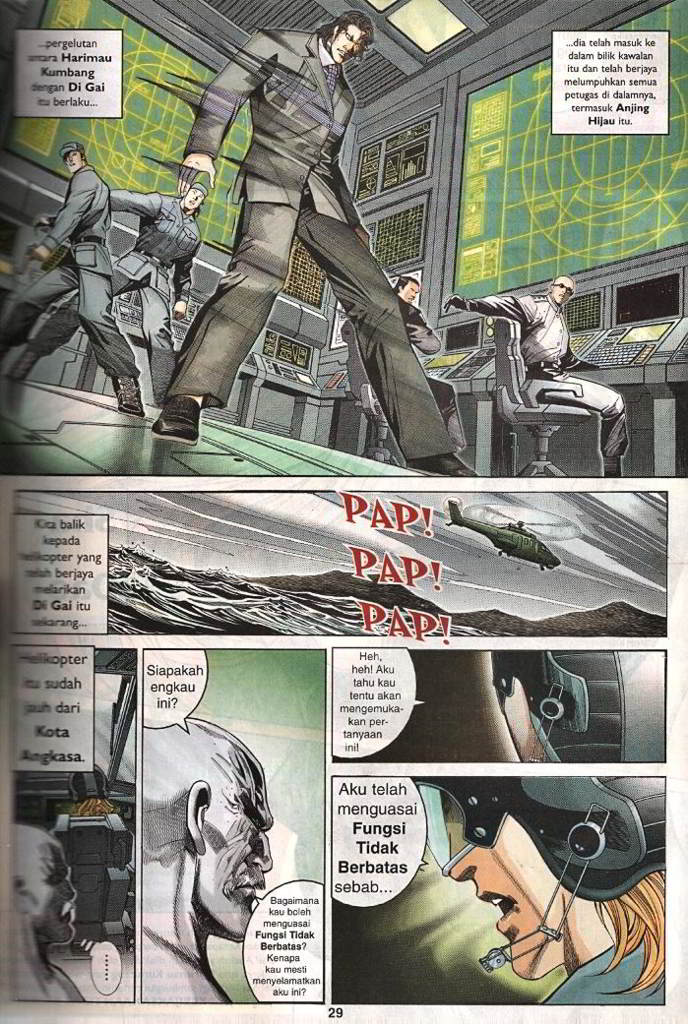 ...pergelutan
antara Harimau
Kumbang
dengan Di Gai
itu berlaku...
...dia telah masuk ke
dalam bilik kawalan
itu dan telah berjaya
melumpuhkan semua
petugas di dalamnya,
termasuk Anjing
Hijau itu.
Kita balik
kepada
helikopter yang
telah berjaya
melarikan
Di Gai itu
sekarang...
PAP!
PAP!
PAP!
Helikopter
itu sudah
jauh dari
Kota
Angkasa.
......
Siapakah
engkau
ini?
Bagaimana
kau boleh
menguasai
Fungsi Tidak
Berbatas?
Kenapa
kau mesti
menyelamatkan
aku ini?
Heh,
heh! Aku
tahu kau
tentu akan
mengemuka-
kan per-
tanyaan
ini!
Aku telah
menguasai
Fungsi
Tidak
Berbatas
sebab...
29